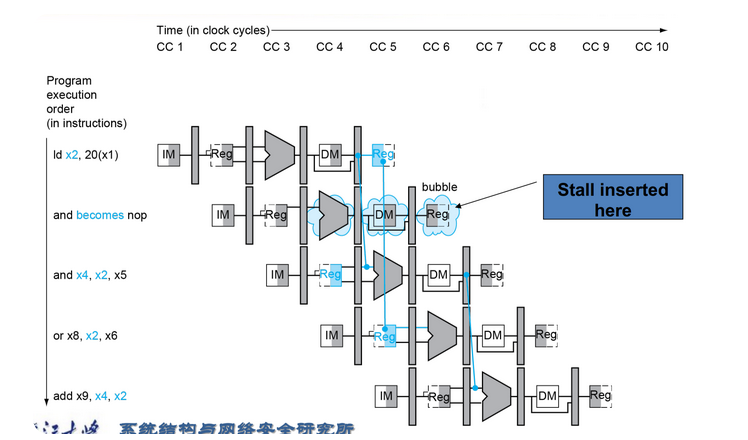 Time (in clock cycles)
CC 1 CC 2 CC 3 CC 4 CC 5 CC 6 CC 7 CC 8 CC 9 CC 10
Program
execution
order
(in instructions)
ld x2, 20(x1)
IM Reg DM Reg
bubble
Stall inserted
here
and becomes nop
IM Reg DM Reg
and x4, x2, x5
IM Reg DM Reg
or x8, x2, x6
IM Reg DM Reg
add x9, x4, x2
IM Reg DM Reg
系统结构与网络安全研究所